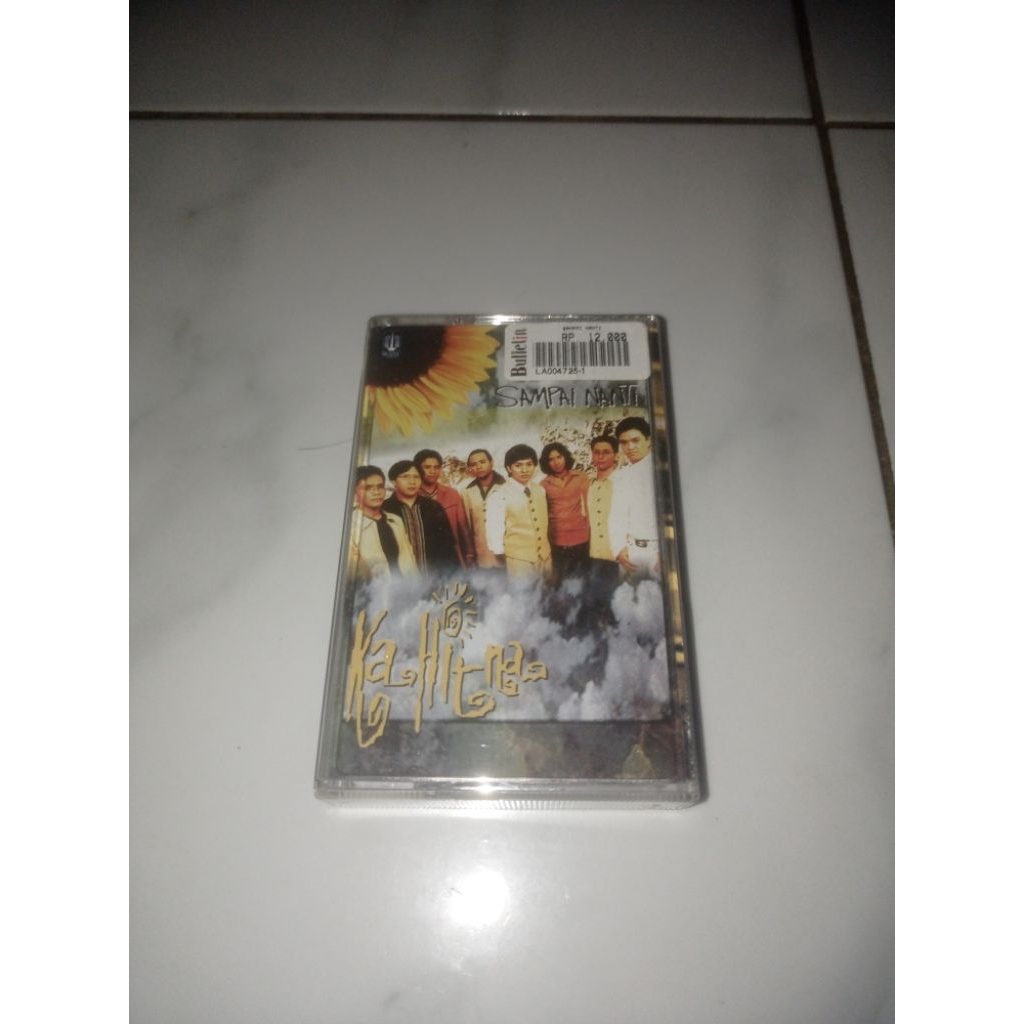 SAMPAI NANTI
RP 12,000
Bulletin
LA004725-1
SAMPAI NANTI
KaHitna